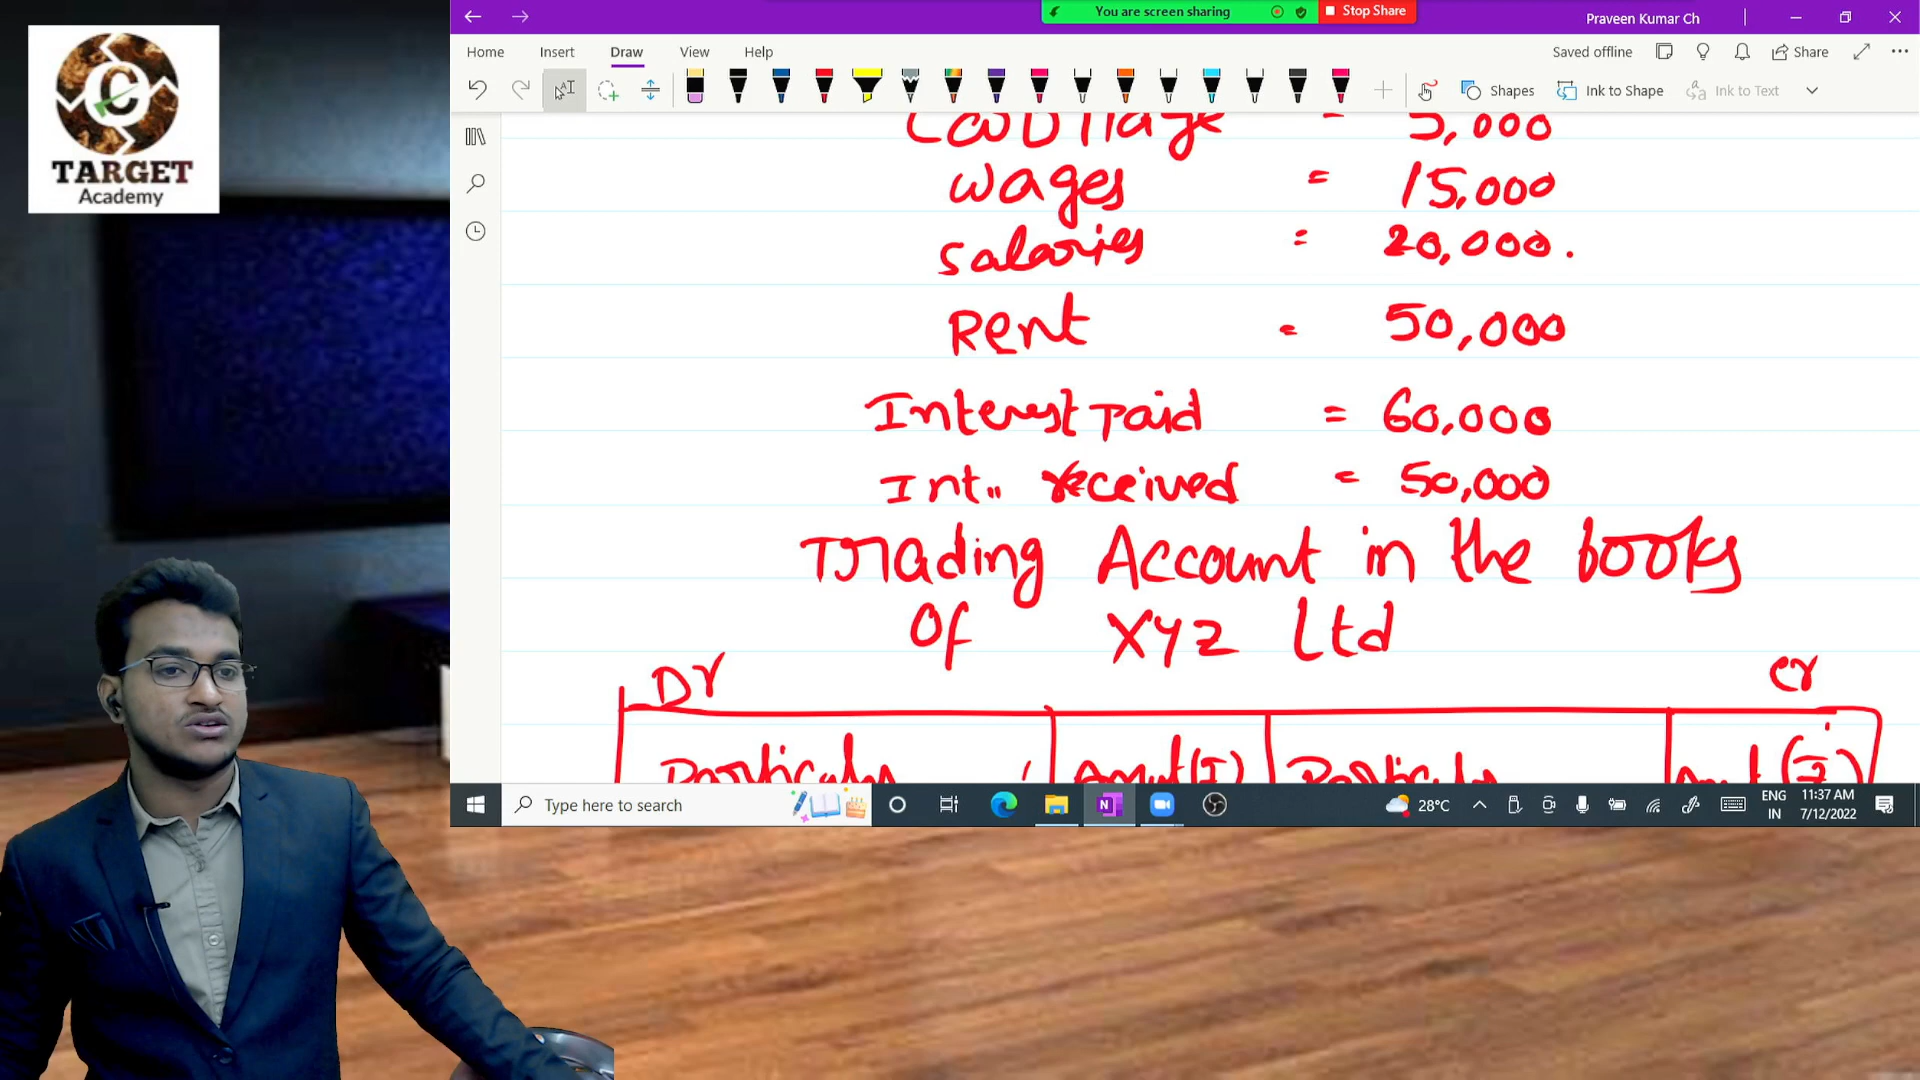 C
TARGET
Academy
You are screen sharing
Stop Share
Praveen Kumar Ch
Home Insert Draw View Help
Saved offline
Share
Shapes
Ink to Shape
Ink to Text
= 5,000
Wages = 15,000
Salaries = 20,000.
Rent = 50,000
Interest paid = 60,000
Int.. received = 50,000
Trading Account in the books
Of XYZ Ltd
Dr Cr
Type here to search
28°C
ENG
IN
11:37 AM
7/12/2022